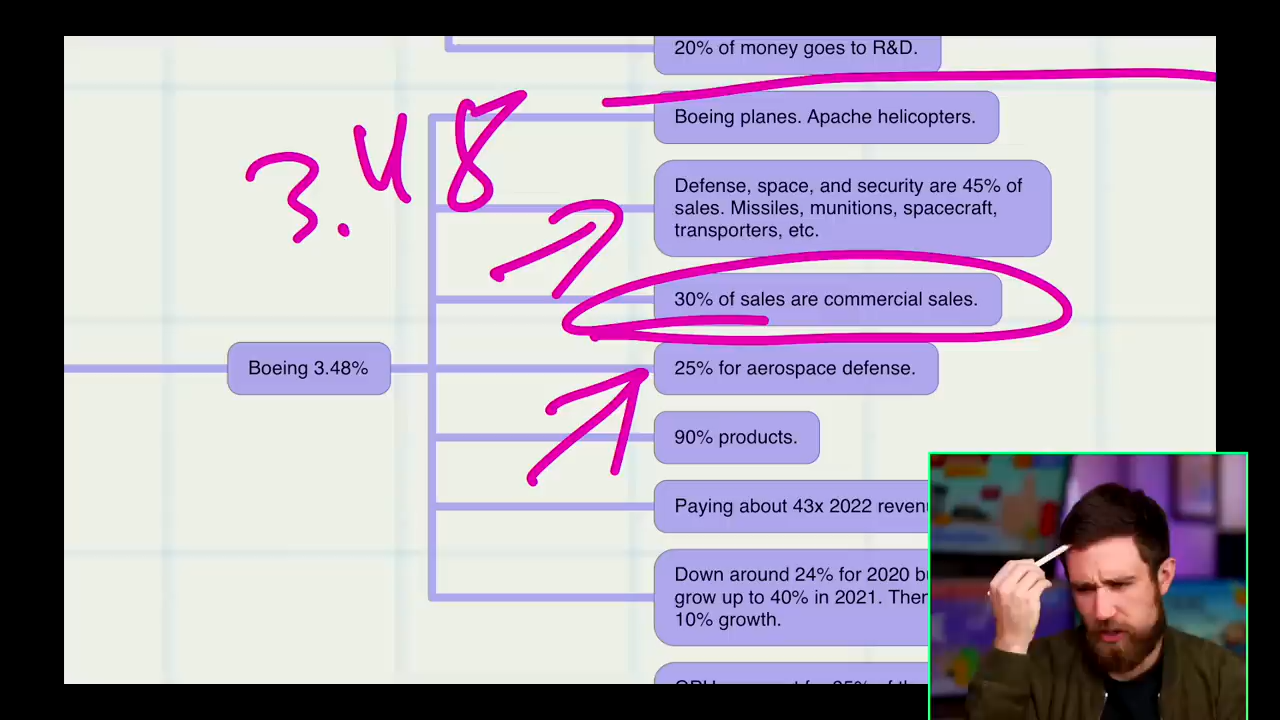 20% of money goes to R&D.
3.48
Boeing planes. Apache helicopters.
Defense, space, and security are 45% of
sales. Missiles, munitions, spacecraft,
transporters, etc.
30% of sales are commercial sales.
Boeing 3.48%
25% for aerospace defense.
90% products.
Paying about 43x 2022
Down around 24% for 2020
grow up to 40% in 2021.
10% growth.